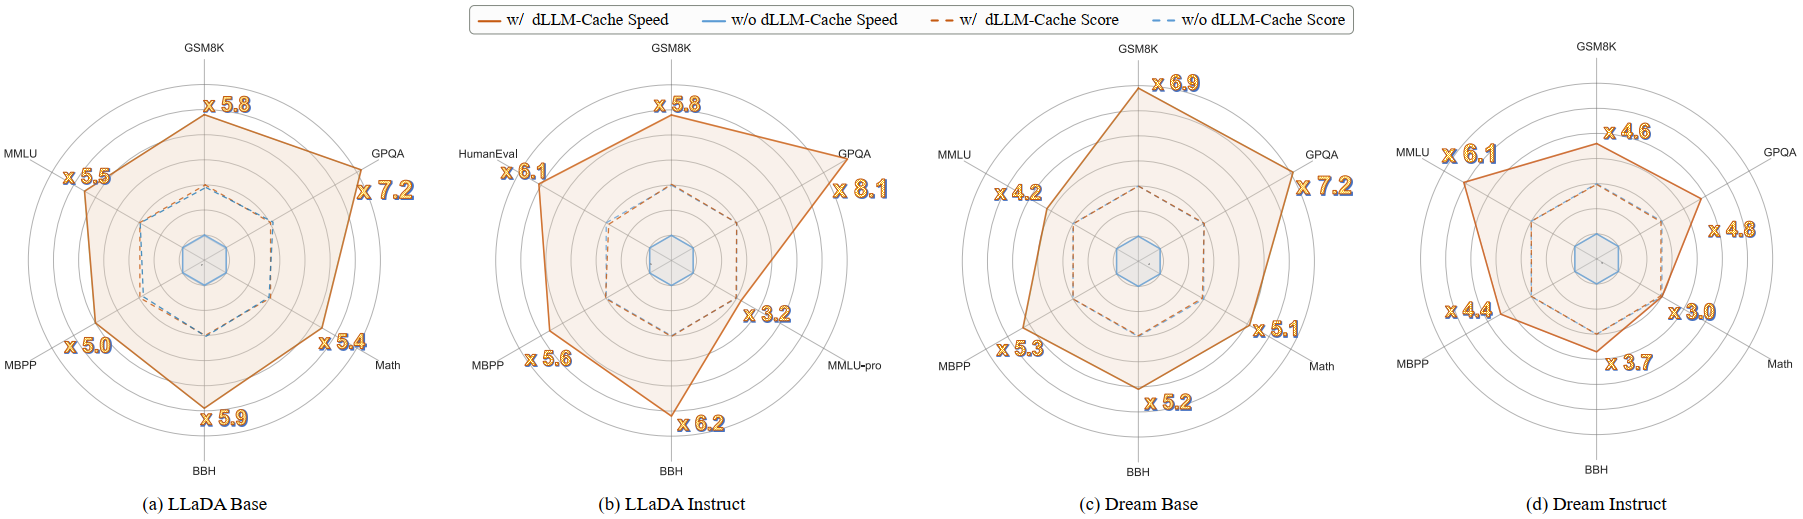 w/ dLLM-Cache Speed w/o dLLM-Cache Speed w/ dLLM-Cache Score w/o dLLM-Cache Score
GSM8K
x 5.8
GPQA
x 7.2
MMLU
x 5.5
MBPP
x 5.0
x 5.4
Math
x 5.9
BBH
(a) LLaDA Base
GSM8K
x 5.8
HumanEval
x 6.1
GPQA
x 8.1
x 3.2
MBPP
x 5.6
MMLU-pro
x 6.2
BBH
(b) LLaDA Instruct
GSM8K
x 6.9
MMLU
x 4.2
GPQA
x 7.2
MBPP
x 5.3
x 5.1
Math
x 5.2
BBH
(c) Dream Base
GSM8K
x 4.6
MMLU
x 6.1
GPQA
x 4.8
x 4.4
MBPP
x 3.0
Math
x 3.7
BBH
(d) Dream Instruct